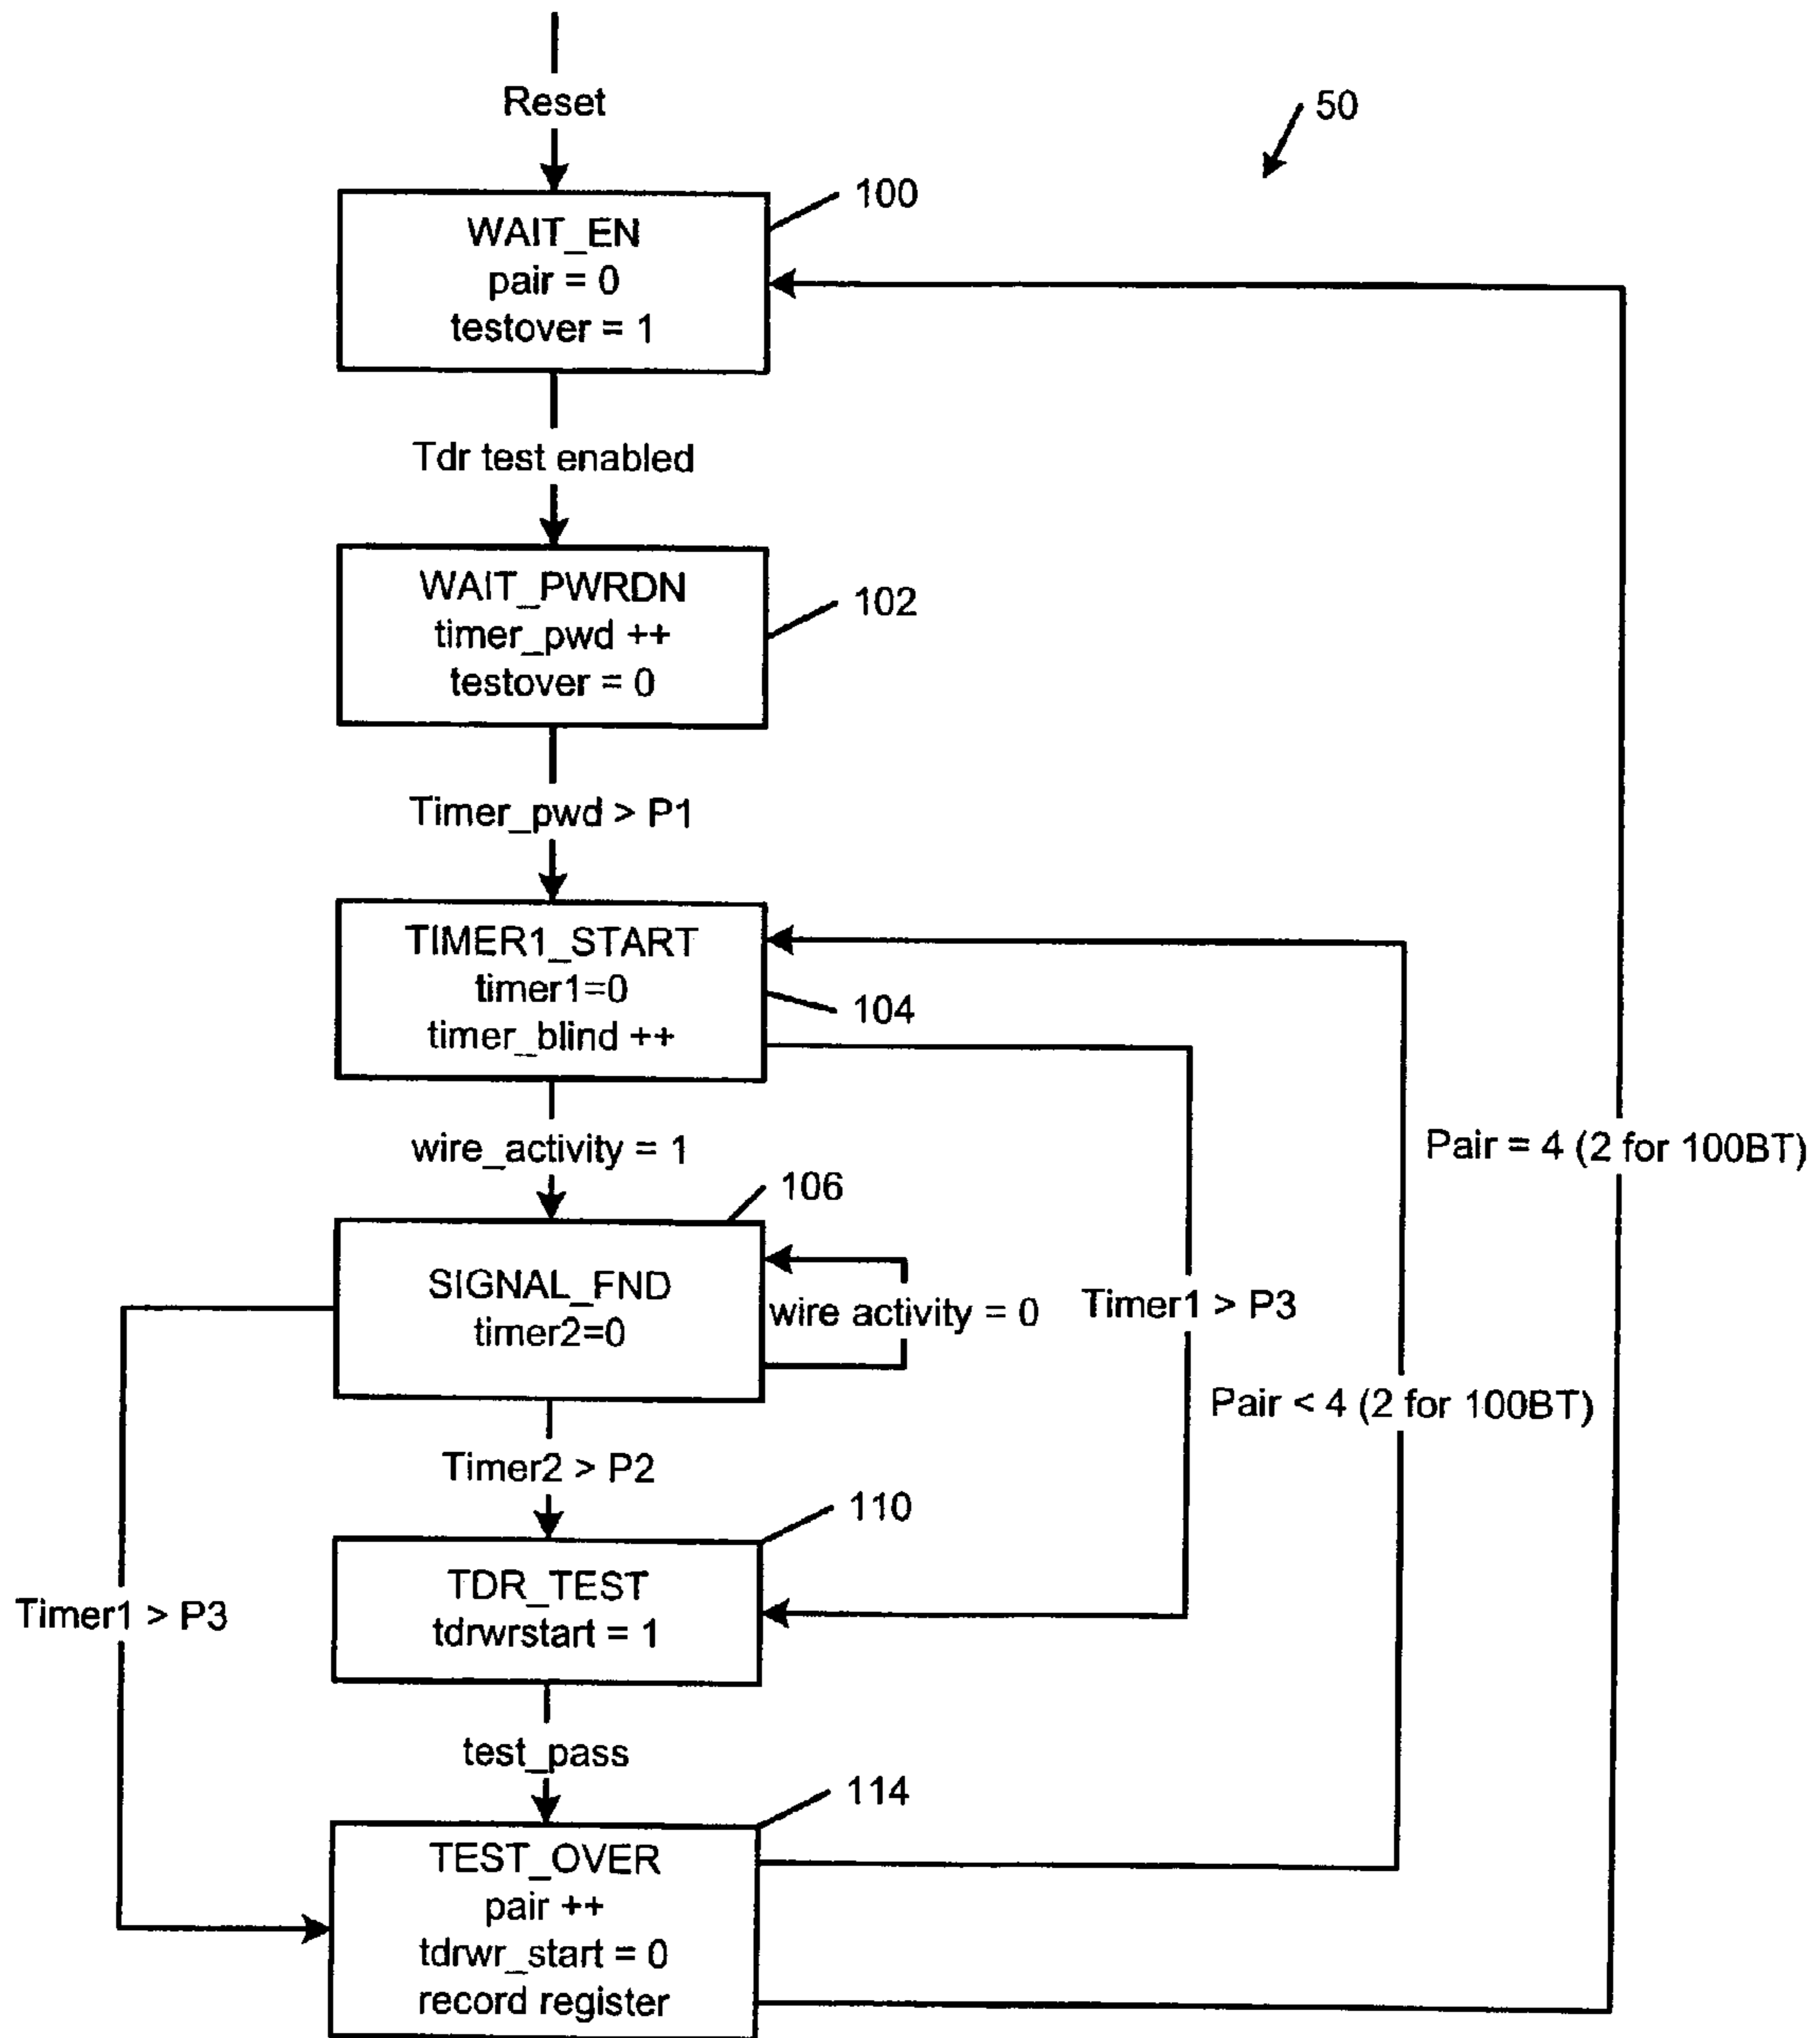 Reset
50
100
WAIT_EN
pair = 0
testover = 1
Tdr test enabled
WAIT_PWRDN
timer_pwd ++
testover = 0
102
Timer_pwd > P1
TIMER1_START
timer1=0
timer_blind ++
104
wire_activity = 1
Pair = 4 (2 for 100BT)
106
SIGNAL_FND
timer2=0
wire activity = 0
Timer1 > P3
Pair < 4 (2 for 100BT)
Timer2 > P2
110
TDR_TEST
tdrwrstart = 1
Timer1 > P3
test_pass
114
TEST_OVER
pair ++
tdrwr_start = 0
record register